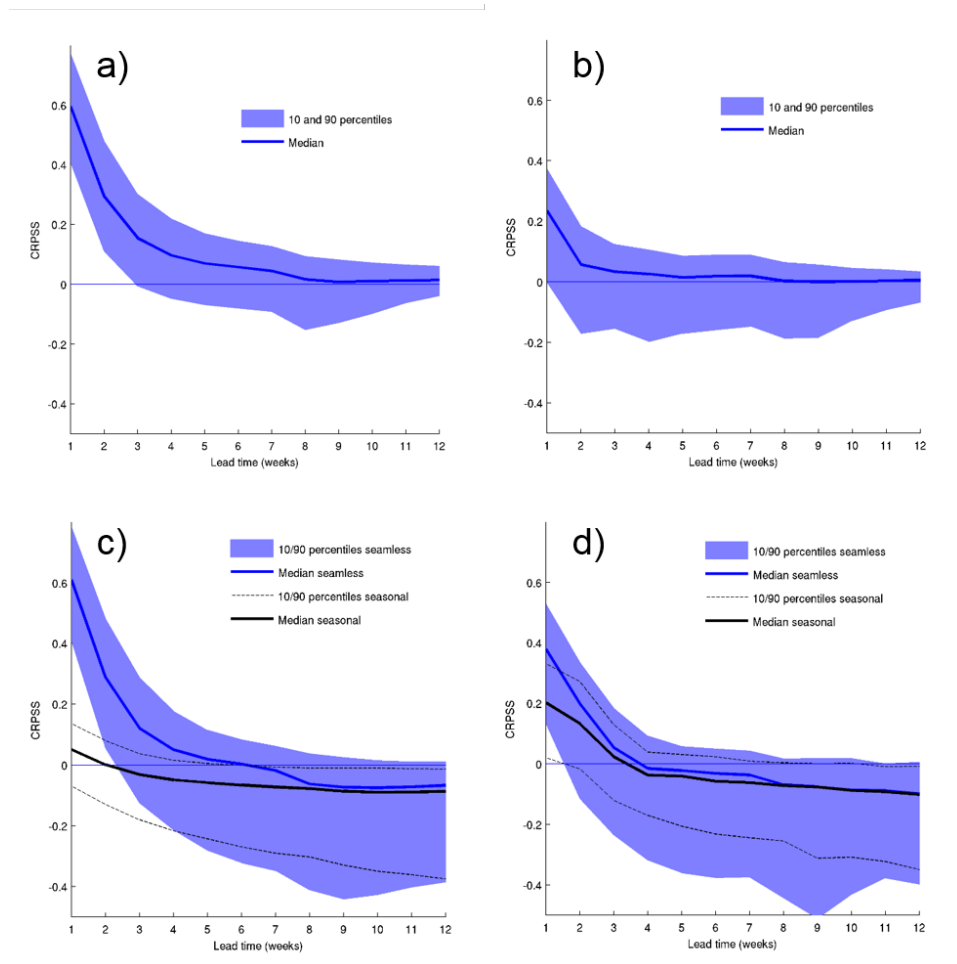 a)
10 and 90 percentiles
Median
CRPSS
0.6
0.4
0.2
0
-0.2
-0.4
1 2 3 4 5 6 7 8 9 10 11 12
Lead time (weeks)
b)
10 and 90 percentiles
Median
CRPSS
0.6
0.4
0.2
0
-0.2
-0.4
1 2 3 4 5 6 7 8 9 10 11 12
Lead time (weeks)
c)
10/90 percentiles seamless
Median seamless
10/90 percentiles seasonal
Median seasonal
CRPSS
0.6
0.4
0.2
0
-0.2
-0.4
1 2 3 4 5 6 7 8 9 10 11 12
Lead time (weeks)
d)
10/90 percentiles seamless
Median seamless
10/90 percentiles seasonal
Median seasonal
CRPSS
0.6
0.4
0.2
0
-0.2
-0.4
1 2 3 4 5 6 7 8 9 10 11 12
Lead time (weeks)